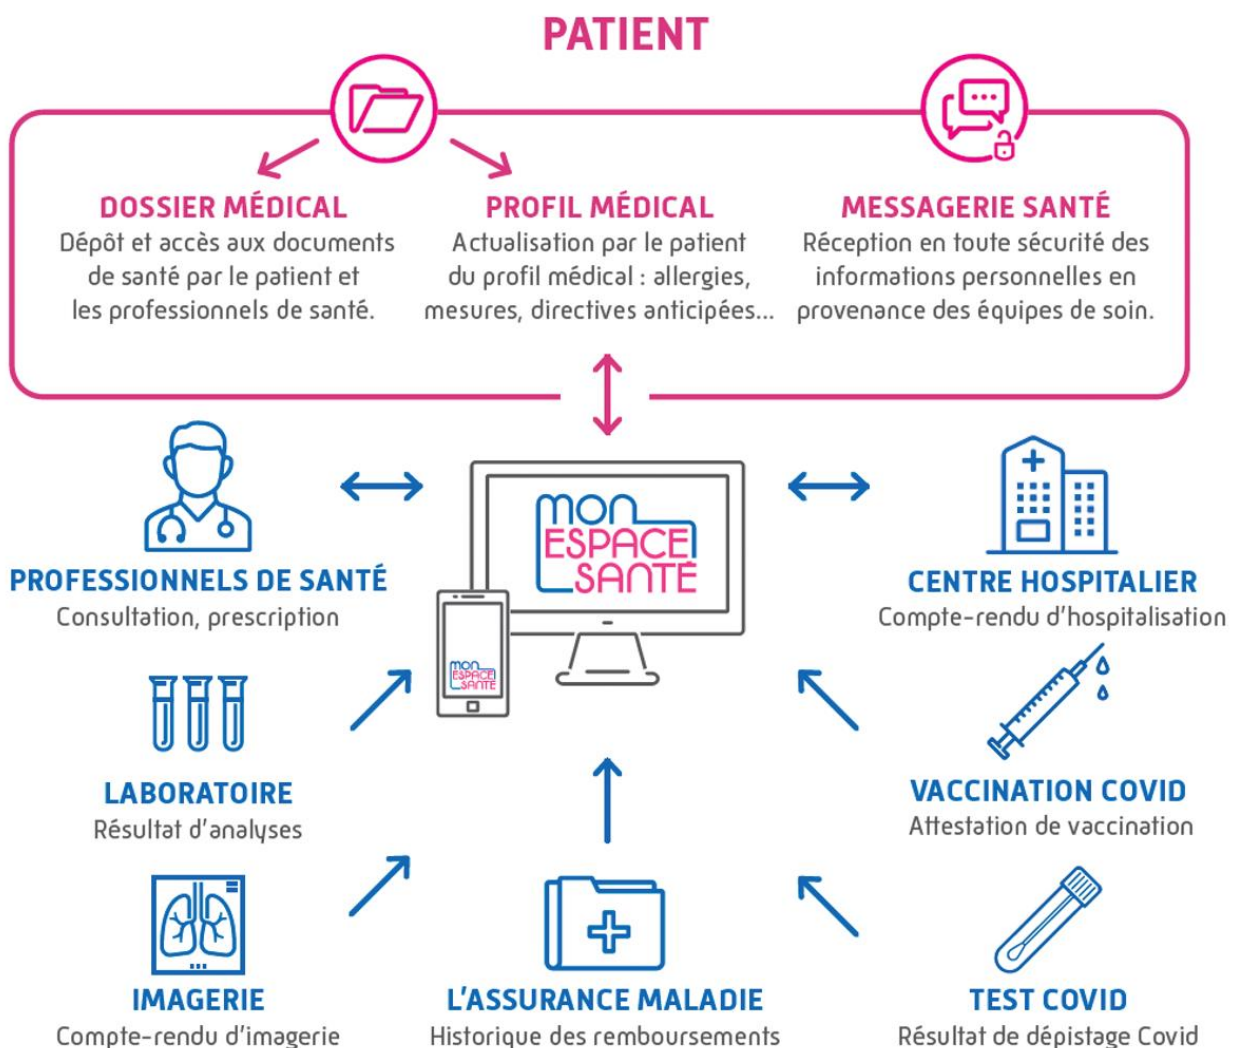 PATIENT
DOSSIER MÉDICAL
Dépôt et accès aux documents
de santé par le patient et
les professionnels de santé.
PROFIL MÉDICAL
Actualisation par le patient
du profil médical : allergies,
mesures, directives anticipées...
MESSAGERIE SANTÉ
Réception en toute sécurité des
informations personnelles en
provenance des équipes de soin.
PROFESSIONNELS DE SANTÉ
Consultation, prescription
mon
ESPACE
SANTÉ
mon
ESPACE
SANTÉ
CENTRE HOSPITALIER
Compte-rendu d'hospitalisation
LABORATOIRE
Résultat d'analyses
VACCINATION COVID
Attestation de vaccination
IMAGERIE
Compte-rendu d'imagerie
L'ASSURANCE MALADIE
Historique des remboursements
TEST COVID
Résultat de dépistage Covid